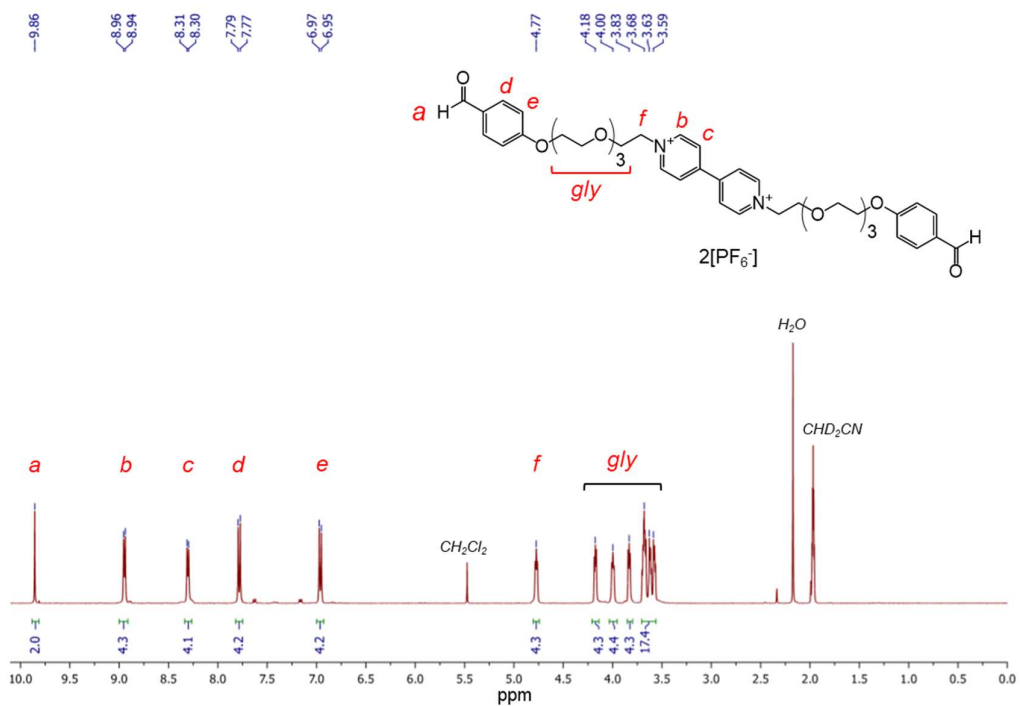 9.86
8.96
8.94
8.31
8.30
7.79
7.77
6.97
6.95
4.77
4.18
4.00
3.83
3.68
3.63
3.59
O
a H
d
e
O
O
3
gly
f
b
c
N+
N+
O
3
O
H
O
2[PF6-]
H2O
CHD2CN
a
b
c
d
e
f
gly
CH2Cl2
2.0
4.3
4.1
4.2
4.2
4.3
4.3
4.4
4.3
17.4
10.0 9.5 9.0 8.5 8.0 7.5 7.0 6.5 6.0 5.5 5.0 4.5 4.0 3.5 3.0 2.5 2.0 1.5 1.0 0.5 0.0
ppm